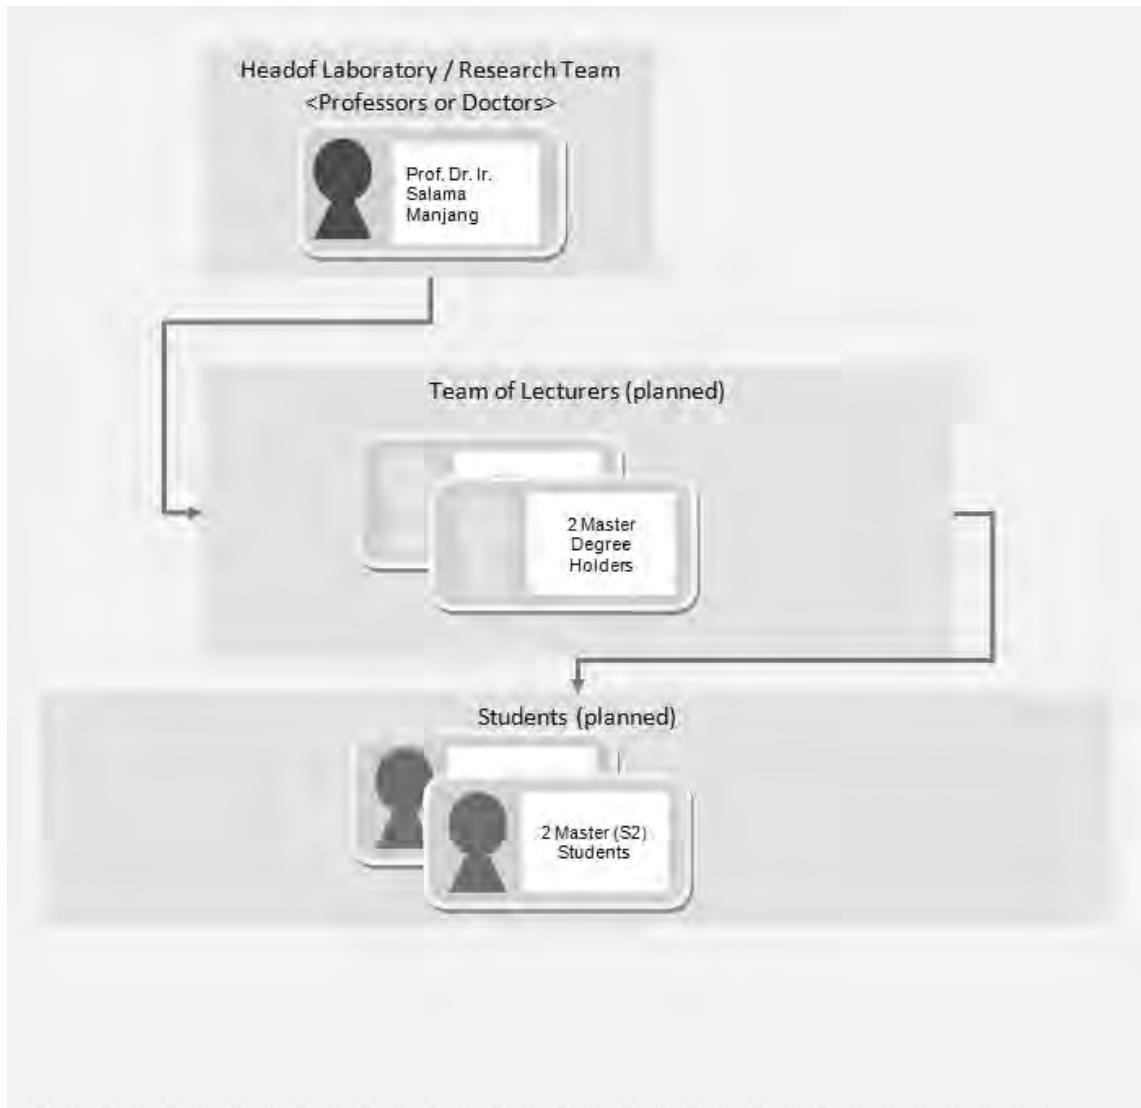 Headof Laboratory / Research Team
<Professors or Doctors>
Prof. Dr. Ir.
Salama
Manjang
Team of Lecturers (planned)
2 Master
Degree
Holders
Students (planned)
2 Master (S2)
Students